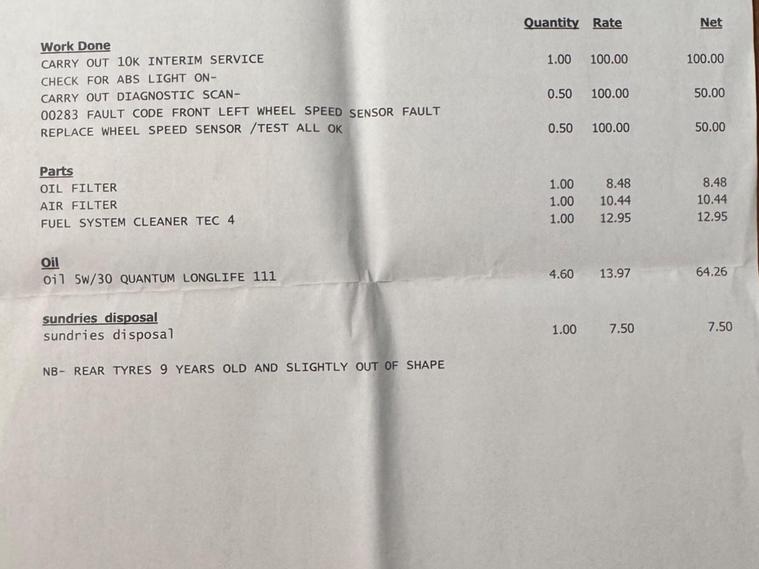 Quantity Rate Net
Work Done
CARRY OUT 10K INTERIM SERVICE 1.00 100.00 100.00
CHECK FOR ABS LIGHT ON-
CARRY OUT DIAGNOSTIC SCAN- 0.50 100.00 50.00
00283 FAULT CODE FRONT LEFT WHEEL SPEED SENSOR FAULT
REPLACE WHEEL SPEED SENSOR /TEST ALL OK 0.50 100.00 50.00
Parts
OIL FILTER 1.00 8.48 8.48
AIR FILTER 1.00 10.44 10.44
FUEL SYSTEM CLEANER TEC 4 1.00 12.95 12.95
Oil
Oil 5W/30 QUANTUM LONGLIFE 111 4.60 13.97 64.26
sundries disposal
sundries disposal 1.00 7.50 7.50
NB- REAR TYRES 9 YEARS OLD AND SLIGHTLY OUT OF SHAPE